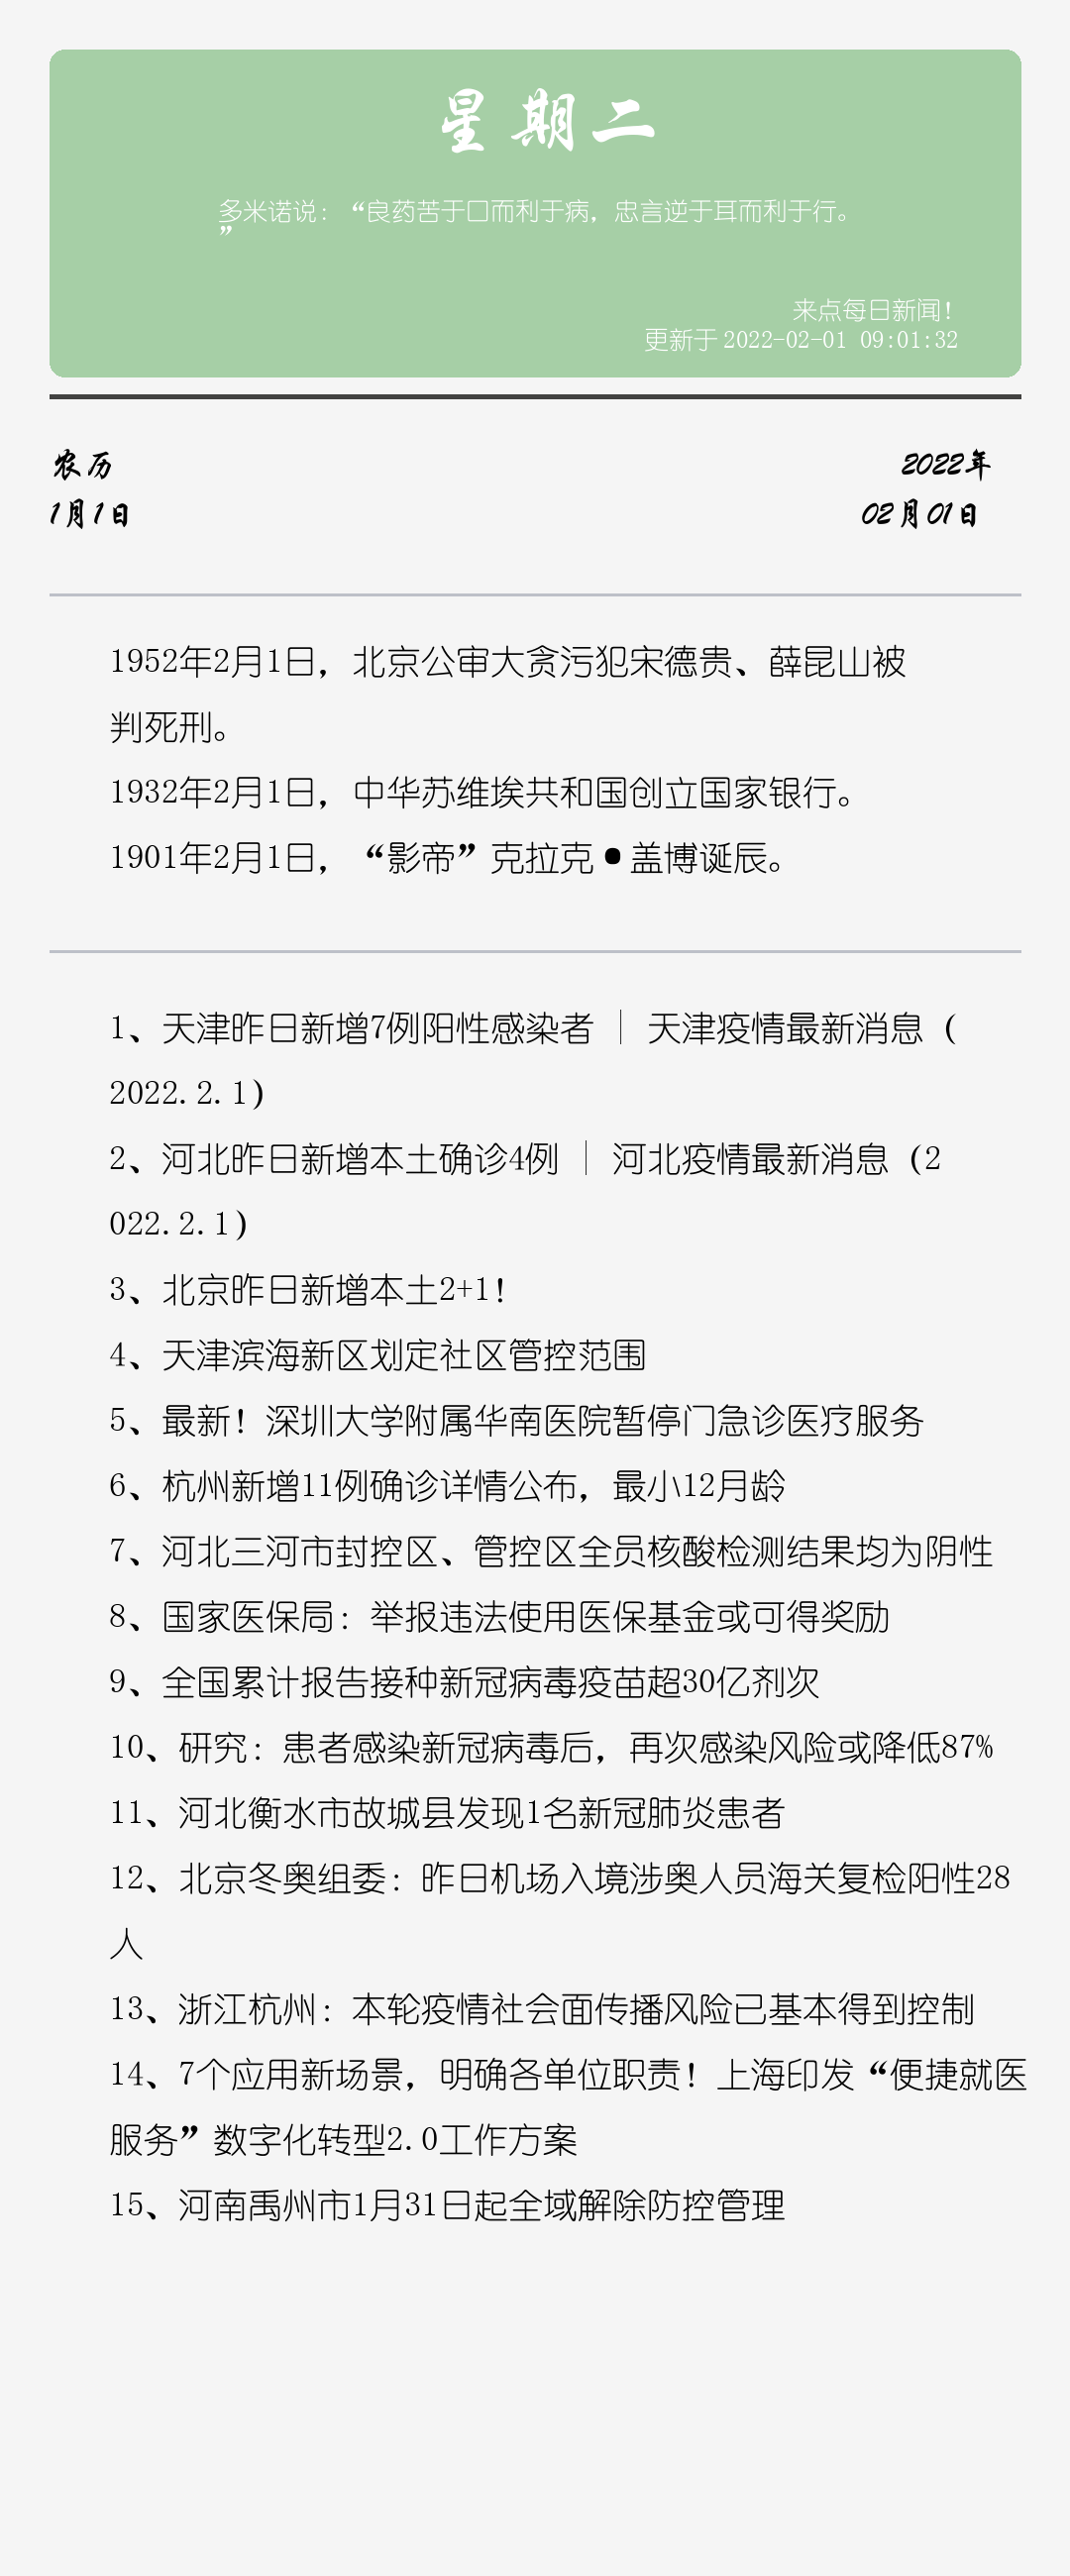 星期二
多米诺说：“良药苦于口而利于病，忠言逆于耳而利于行。
”
来点每日新闻！
更新于 2022-02-01 09:01:32
农历
2022年
1月1日
02月01日
1952年2月1日，北京公审大贪污犯宋德贵、薛昆山被
判死刑。
1932年2月1日，中华苏维埃共和国创立国家银行。
1901年2月1日，“影帝”克拉克•盖博诞辰。
1、天津昨日新增7例阳性感染者 | 天津疫情最新消息（
2022.2.1）
2、河北昨日新增本土确诊4例 | 河北疫情最新消息（2
022.2.1）
3、北京昨日新增本土2+1！
4、天津滨海新区划定社区管控范围
5、最新！深圳大学附属华南医院暂停门急诊医疗服务
6、杭州新增11例确诊详情公布，最小12月龄
7、河北三河市封控区、管控区全员核酸检测结果均为阴性
8、国家医保局：举报违法使用医保基金或可得奖励
9、全国累计报告接种新冠病毒疫苗超30亿剂次
10、研究：患者感染新冠病毒后，再次感染风险或降低87%
11、河北衡水市故城县发现1名新冠肺炎患者
12、北京冬奥组委：昨日机场入境涉奥人员海关复检阳性28
人
13、浙江杭州：本轮疫情社会面传播风险已基本得到控制
14、7个应用新场景，明确各单位职责！上海印发“便捷就医
服务”数字化转型2.0工作方案
15、河南禹州市1月31日起全域解除防控管理